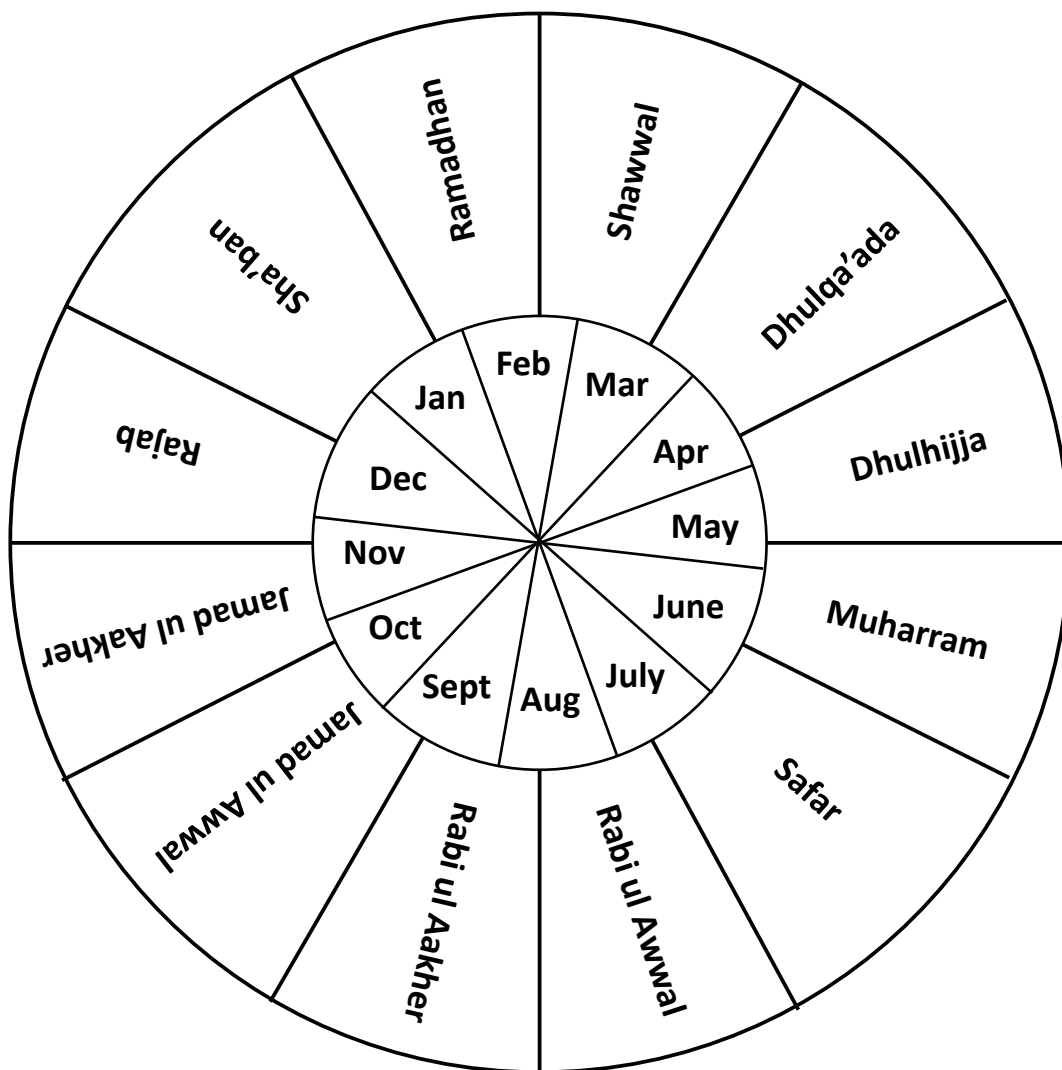 Ramadhan
Shawwal
Dhulqa’ada
Dhulhijja
Muharram
Safar
Rabi ul Awwal
Rabi ul Aakher
Jamad ul Awwal
Jamad ul Aakher
Rajab
Sha’ban
Jan
Feb
Mar
Apr
May
June
July
Aug
Sept
Oct
Nov
Dec